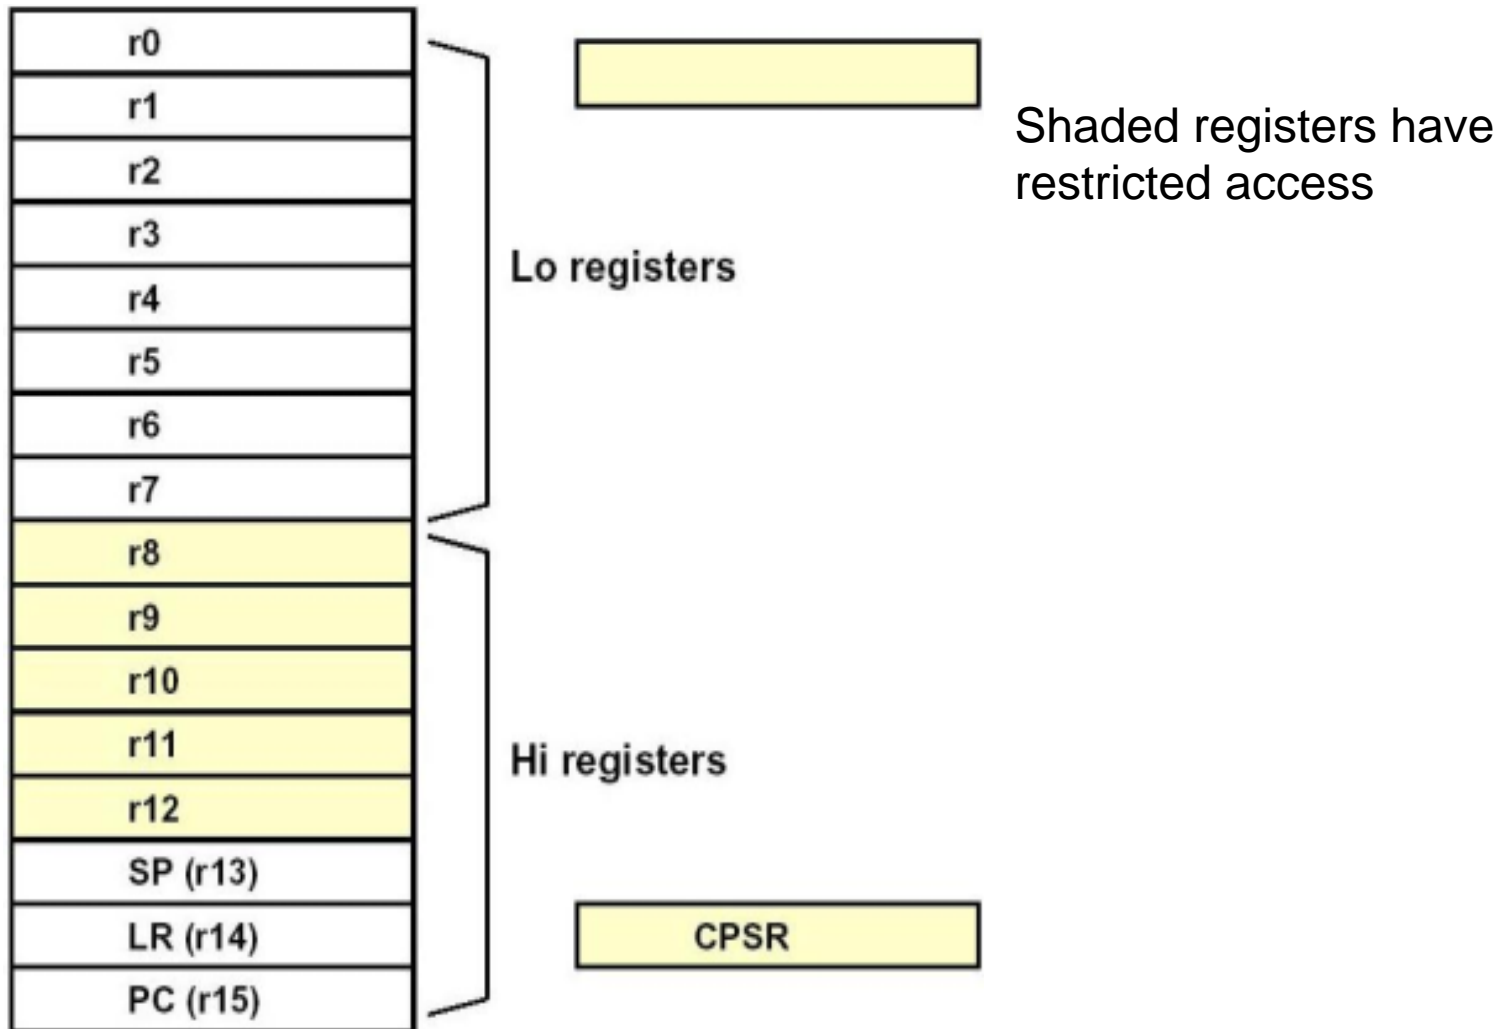 r0
r1
r2
r3
r4
r5
r6
r7
r8
r9
r10
r11
r12
SP (r13)
LR (r14)
PC (r15)
Lo registers
Hi registers
Shaded registers have
restricted access
CPSR